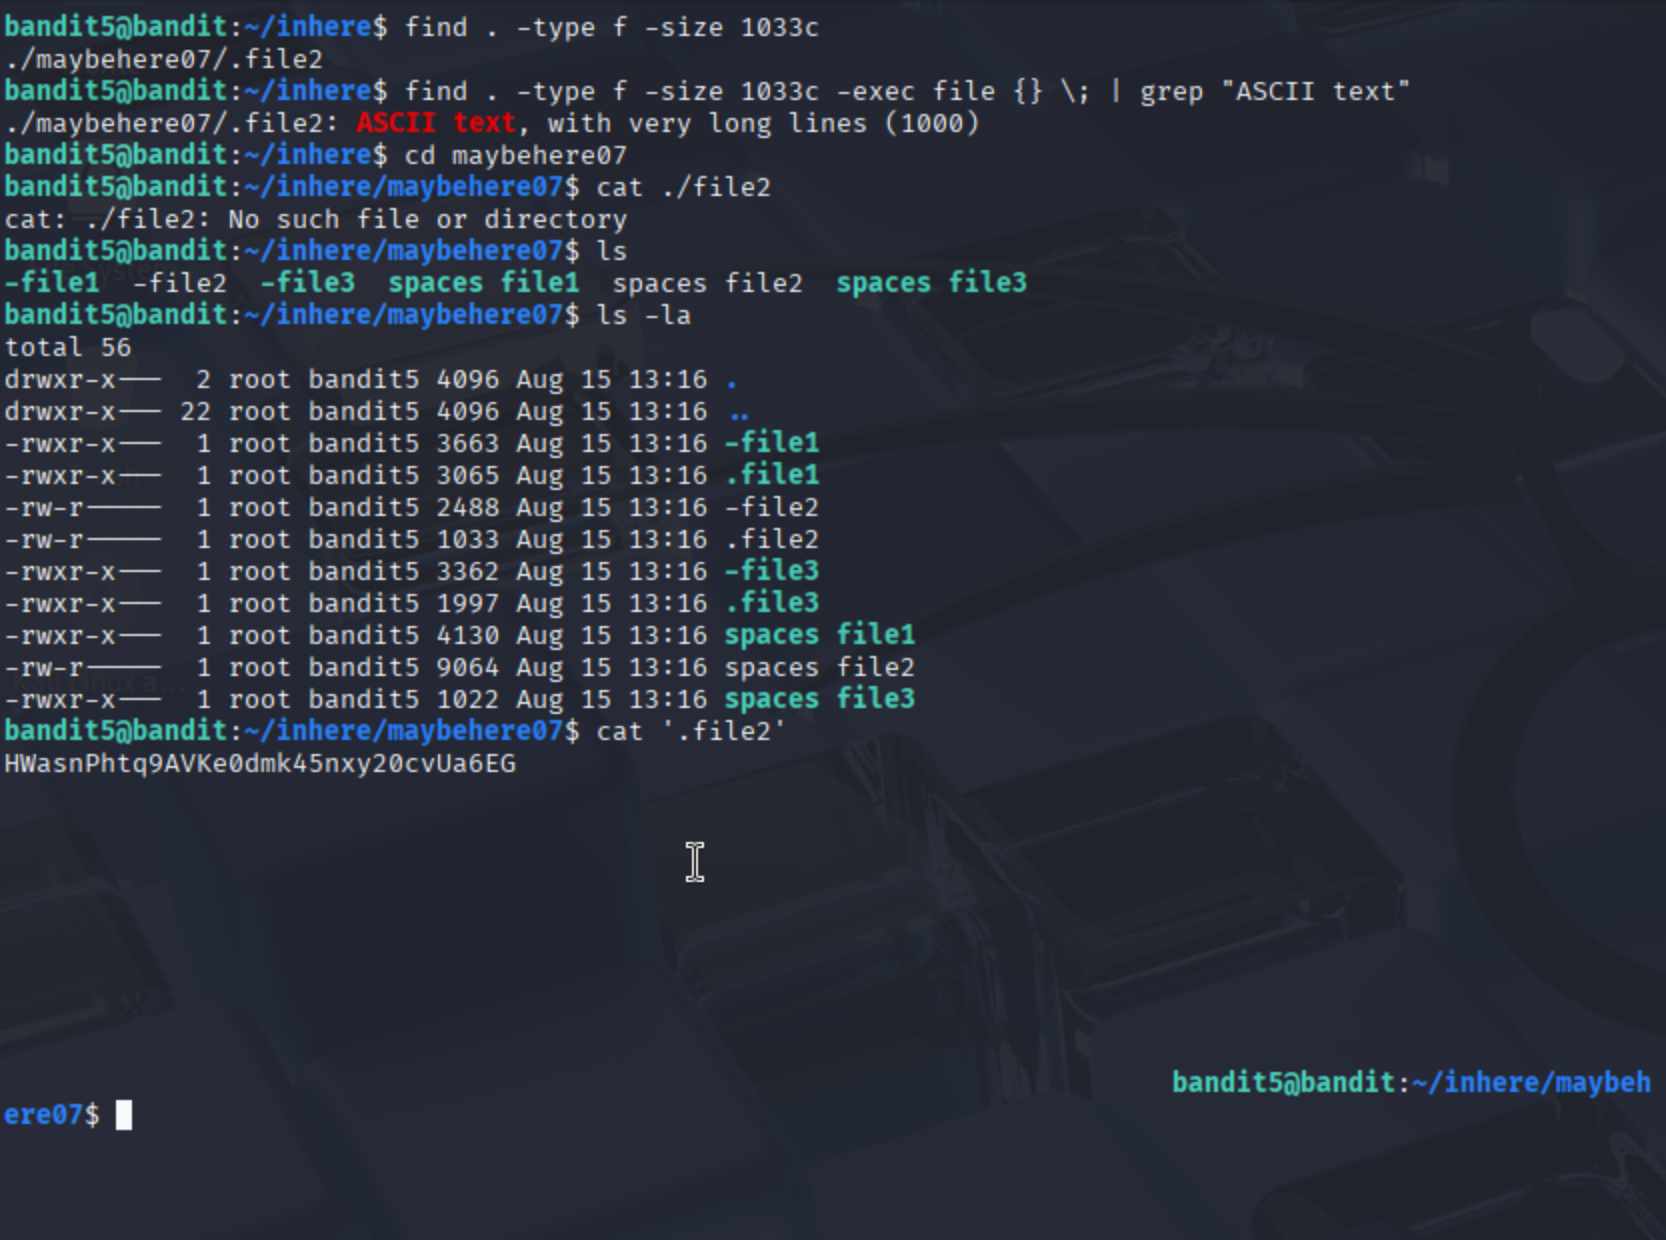 bandit5@bandit:~/inhere$ find . -type f -size 1033c
./maybehere07/.file2
bandit5@bandit:~/inhere$ find . -type f -size 1033c -exec file {} \; | grep "ASCII text"
./maybehere07/.file2: ASCII text, with very long lines (1000)
bandit5@bandit:~/inhere$ cd maybehere07
bandit5@bandit:~/inhere/maybehere07$ cat ./file2
cat: ./file2: No such file or directory
bandit5@bandit:~/inhere/maybehere07$ ls
-file1  -file2  -file3  spaces file1  spaces file2  spaces file3
bandit5@bandit:~/inhere/maybehere07$ ls -la
total 56
drwxr-x---  2 root bandit5 4096 Aug 15 13:16 .
drwxr-x--- 22 root bandit5 4096 Aug 15 13:16 ..
-rwxr-x---  1 root bandit5 3663 Aug 15 13:16 -file1
-rwxr-x---  1 root bandit5 3065 Aug 15 13:16 .file1
-rw-r-----  1 root bandit5 2488 Aug 15 13:16 -file2
-rw-r-----  1 root bandit5 1033 Aug 15 13:16 .file2
-rwxr-x---  1 root bandit5 3362 Aug 15 13:16 -file3
-rwxr-x---  1 root bandit5 1997 Aug 15 13:16 .file3
-rwxr-x---  1 root bandit5 4130 Aug 15 13:16 spaces file1
-rw-r-----  1 root bandit5 9064 Aug 15 13:16 spaces file2
-rwxr-x---  1 root bandit5 1022 Aug 15 13:16 spaces file3
bandit5@bandit:~/inhere/maybehere07$ cat '.file2'
HWasnPhtq9AVKe0dmk45nxy20cvUa6EG
bandit5@bandit:~/inhere/maybeh
ere07$